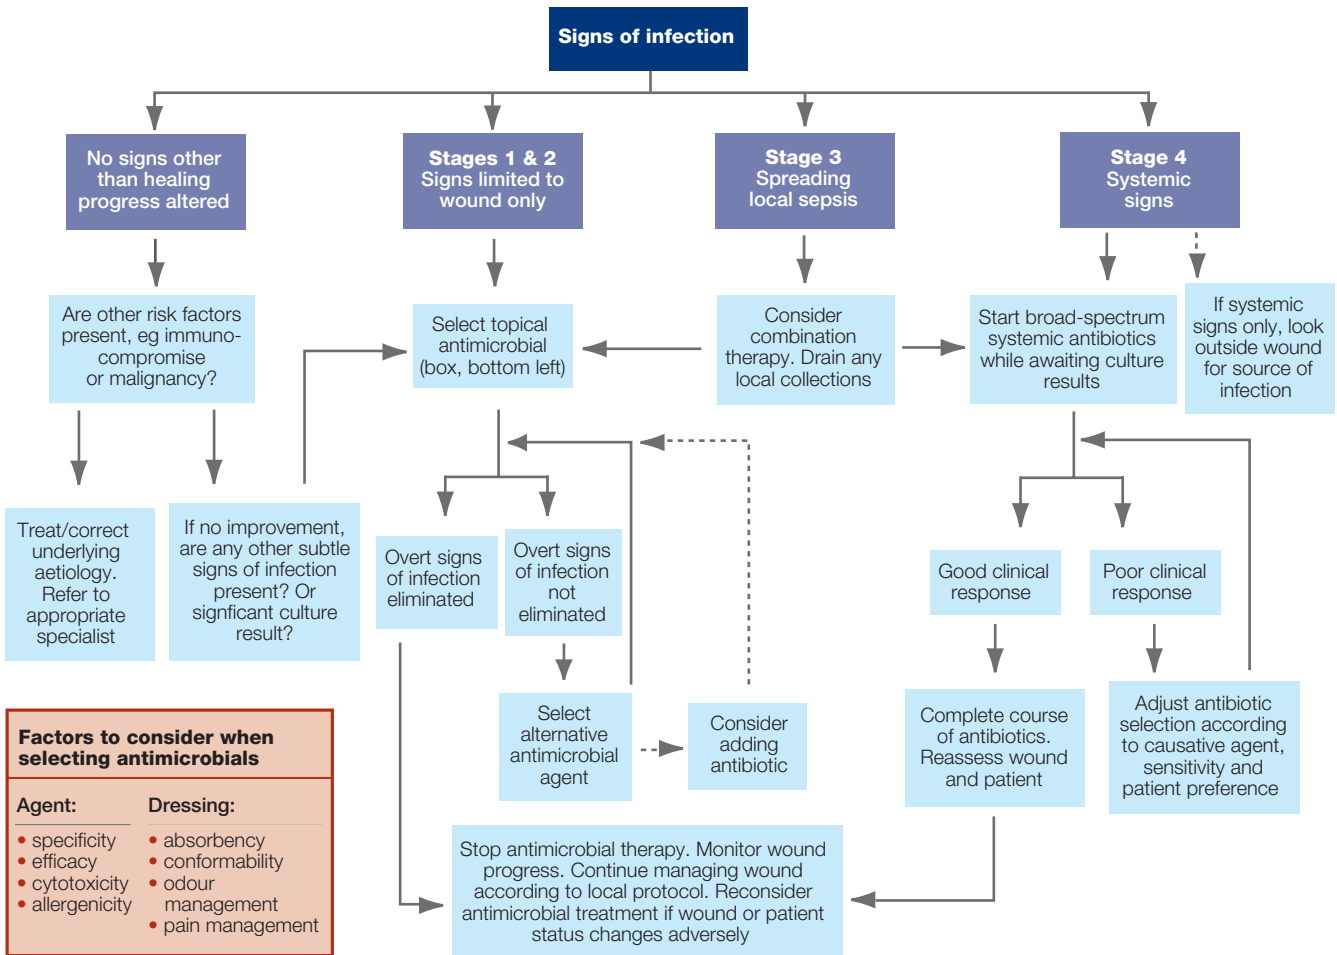 Signs of infection
No signs other
than healing
progress altered
Stages 1 & 2
Signs limited to
wound only
Stage 3
Spreading
local sepsis
Stage 4
Systemic
signs
Are other risk factors
present, eg immuno-
compromise
or malignancy?
Select topical
antimicrobial
(box, bottom left)
Consider
combination
therapy. Drain any
local collections
Start broad-spectrum
systemic antibiotics
while awaiting culture
results
If systemic
signs only, look
outside wound
for source of
infection
Treat/correct
underlying
aetiology.
Refer to
appropriate
specialist
If no improvement,
are any other subtle
signs of infection
present? Or
signficant culture
result?
Overt signs
of infection
eliminated
Overt signs
of infection
not
eliminated
Good clinical
response
Poor clinical
response
Select
alternative
antimicrobial
agent
Consider
adding
antibiotic
Complete course
of antibiotics.
Reassess wound
and patient
Adjust antibiotic
selection according
to causative agent,
sensitivity and
patient preference
Stop antimicrobial therapy. Monitor wound
progress. Continue managing wound
according to local protocol. Reconsider
antimicrobial treatment if wound or patient
status changes adversely
Factors to consider when
selecting antimicrobials
Agent:
• specificity
• efficacy
• cytotoxicity
• allergenicity
Dressing:
• absorbency
• conformability
• odour
management
• pain management